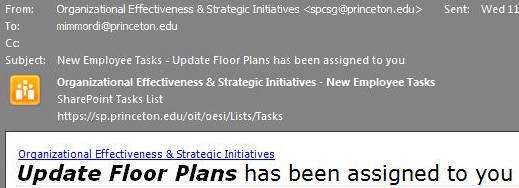 From: Organizational Effectiveness & Strategic Initiatives <spcsg@princeton.edu> Sent: Wed 11
To: mimmordi@princeton.edu
Cc:
Subject: New Employee Tasks - Update Floor Plans has been assigned to you
Organizational Effectiveness & Strategic Initiatives - New Employee Tasks
SharePoint Tasks List
https://sp.princeton.edu/oit/oesi/Lists/Tasks
Organizational Effectiveness & Strategic Initiatives
Update Floor Plans has been assigned to you